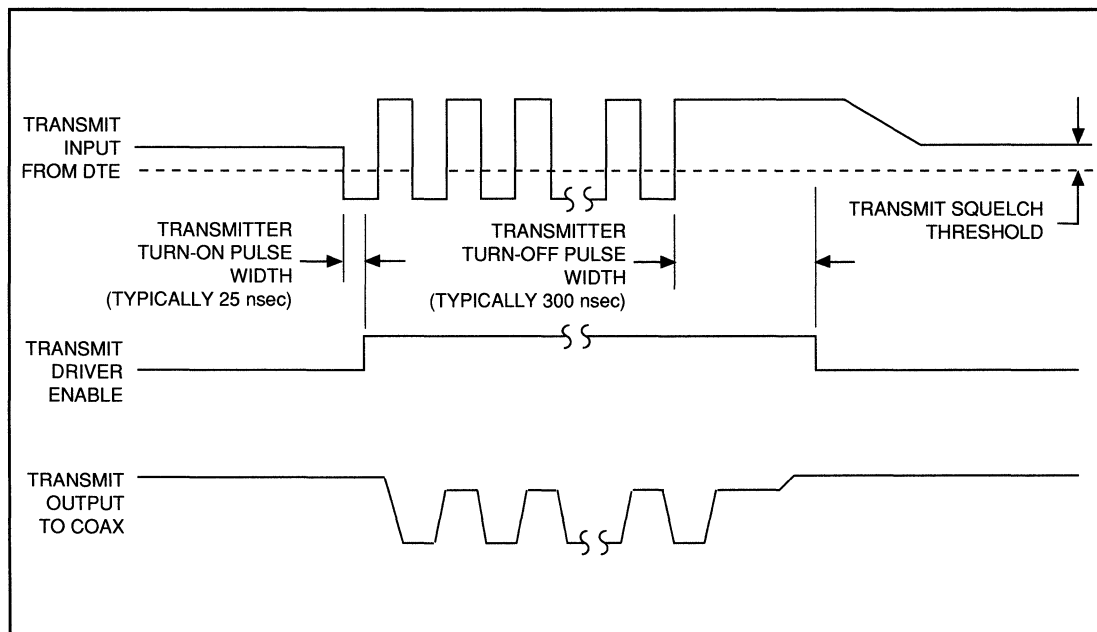 TRANSMIT
INPUT
FROM DTE
TRANSMIT SQUELCH
THRESHOLD
TRANSMITTER
TURN-ON PULSE
WIDTH
(TYPICALLY 25 nsec)
TRANSMITTER
TURN-OFF PULSE
WIDTH
(TYPICALLY 300 nsec)
TRANSMIT
DRIVER
ENABLE
TRANSMIT
OUTPUT
TO COAX